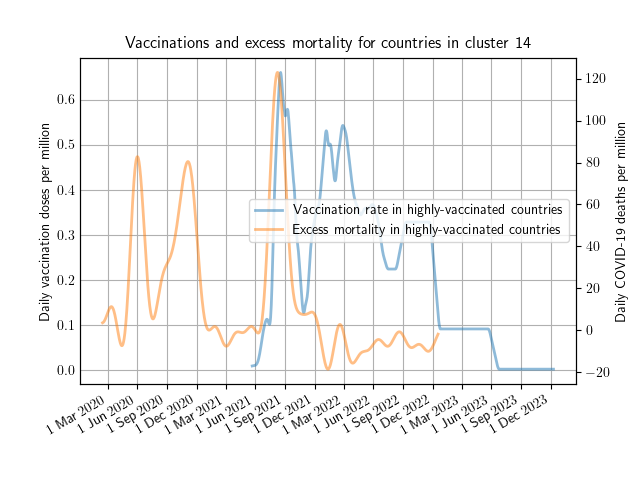 Vaccinations and excess mortality for countries in cluster 14
Daily vaccination doses per million
0.6
0.5
0.4
0.3
0.2
0.1
0.0
Vaccination rate in highly-vaccinated countries
Excess mortality in highly-vaccinated countries
120
100
80
60
40
20
0
−20
Daily COVID-19 deaths per million
1 Mar 2020
1 Jun 2020
1 Sep 2020
1 Dec 2020
1 Mar 2021
1 Jun 2021
1 Sep 2021
1 Dec 2021
1 Mar 2022
1 Jun 2022
1 Sep 2022
1 Dec 2022
1 Mar 2023
1 Jun 2023
1 Sep 2023
1 Dec 2023